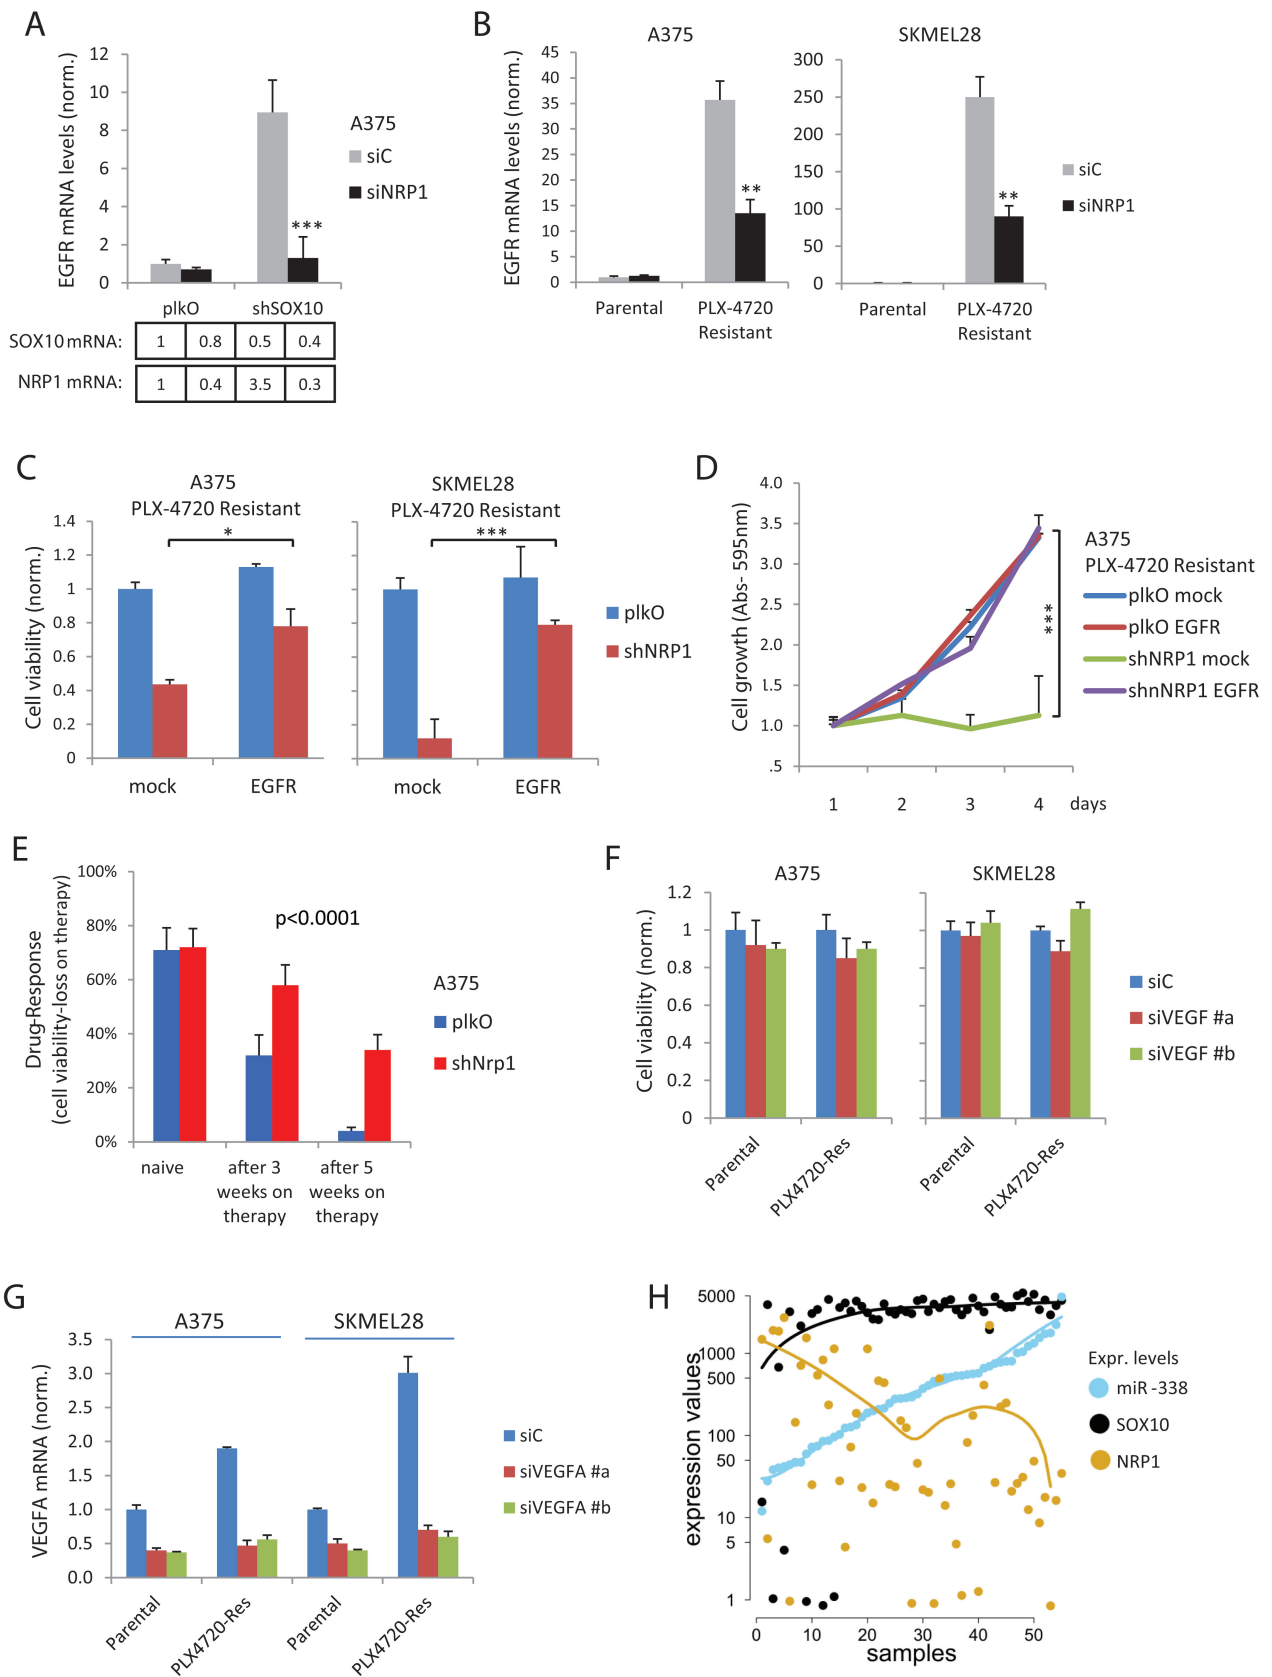 A
EGFR mRNA levels (norm.)
12
10
8
6
4
2
0
***
A375
siC
siNRP1
plkO
shSOX10
SOX10 mRNA:
1
0.8
0.5
0.4
NRP1 mRNA:
1
0.4
3.5
0.3
B
A375
EGFR mRNA levels (norm.)
45
40
35
30
25
20
15
10
5
0
**
Parental
PLX-4720
Resistant
SKMEL28
300
250
200
150
100
50
0
**
Parental
PLX-4720
Resistant
siC
siNRP1
C
A375
PLX-4720 Resistant
Cell viability (norm.)
1.4
1.2
1
0.8
0.6
0.4
0.2
0
*
mock
EGFR
SKMEL28
PLX-4720 Resistant
***
mock
EGFR
plkO
shNRP1
D
Cell growth (Abs- 595nm)
4.0
3.5
3.0
2.5
2.0
1.5
1.0
.5
1
2
3
4
days
***
A375
PLX-4720 Resistant
plkO mock
plkO EGFR
shNRP1 mock
shnNRP1 EGFR
E
Drug-Response
(cell viability-loss on therapy)
100%
80%
60%
40%
20%
0%
p<0.0001
naive
after 3
weeks on
therapy
after 5
weeks on
therapy
A375
plkO
shNrp1
F
Cell viability (norm.)
1.2
1
0.8
0.6
0.4
0.2
0
A375
Parental
PLX4720-Res
SKMEL28
Parental
PLX4720-Res
siC
siVEGF #a
siVEGF #b
G
VEGFA mRNA (norm.)
3.5
3.0
2.5
2.0
1.5
1.0
0.5
0.0
A375
SKMEL28
Parental
PLX4720-Res
Parental
PLX4720-Res
siC
siVEGFA #a
siVEGFA #b
H
expression values
5000
1000
500
100
50
10
5
1
0
10
20
30
40
50
samples
Expr. levels
miR -338
SOX10
NRP1